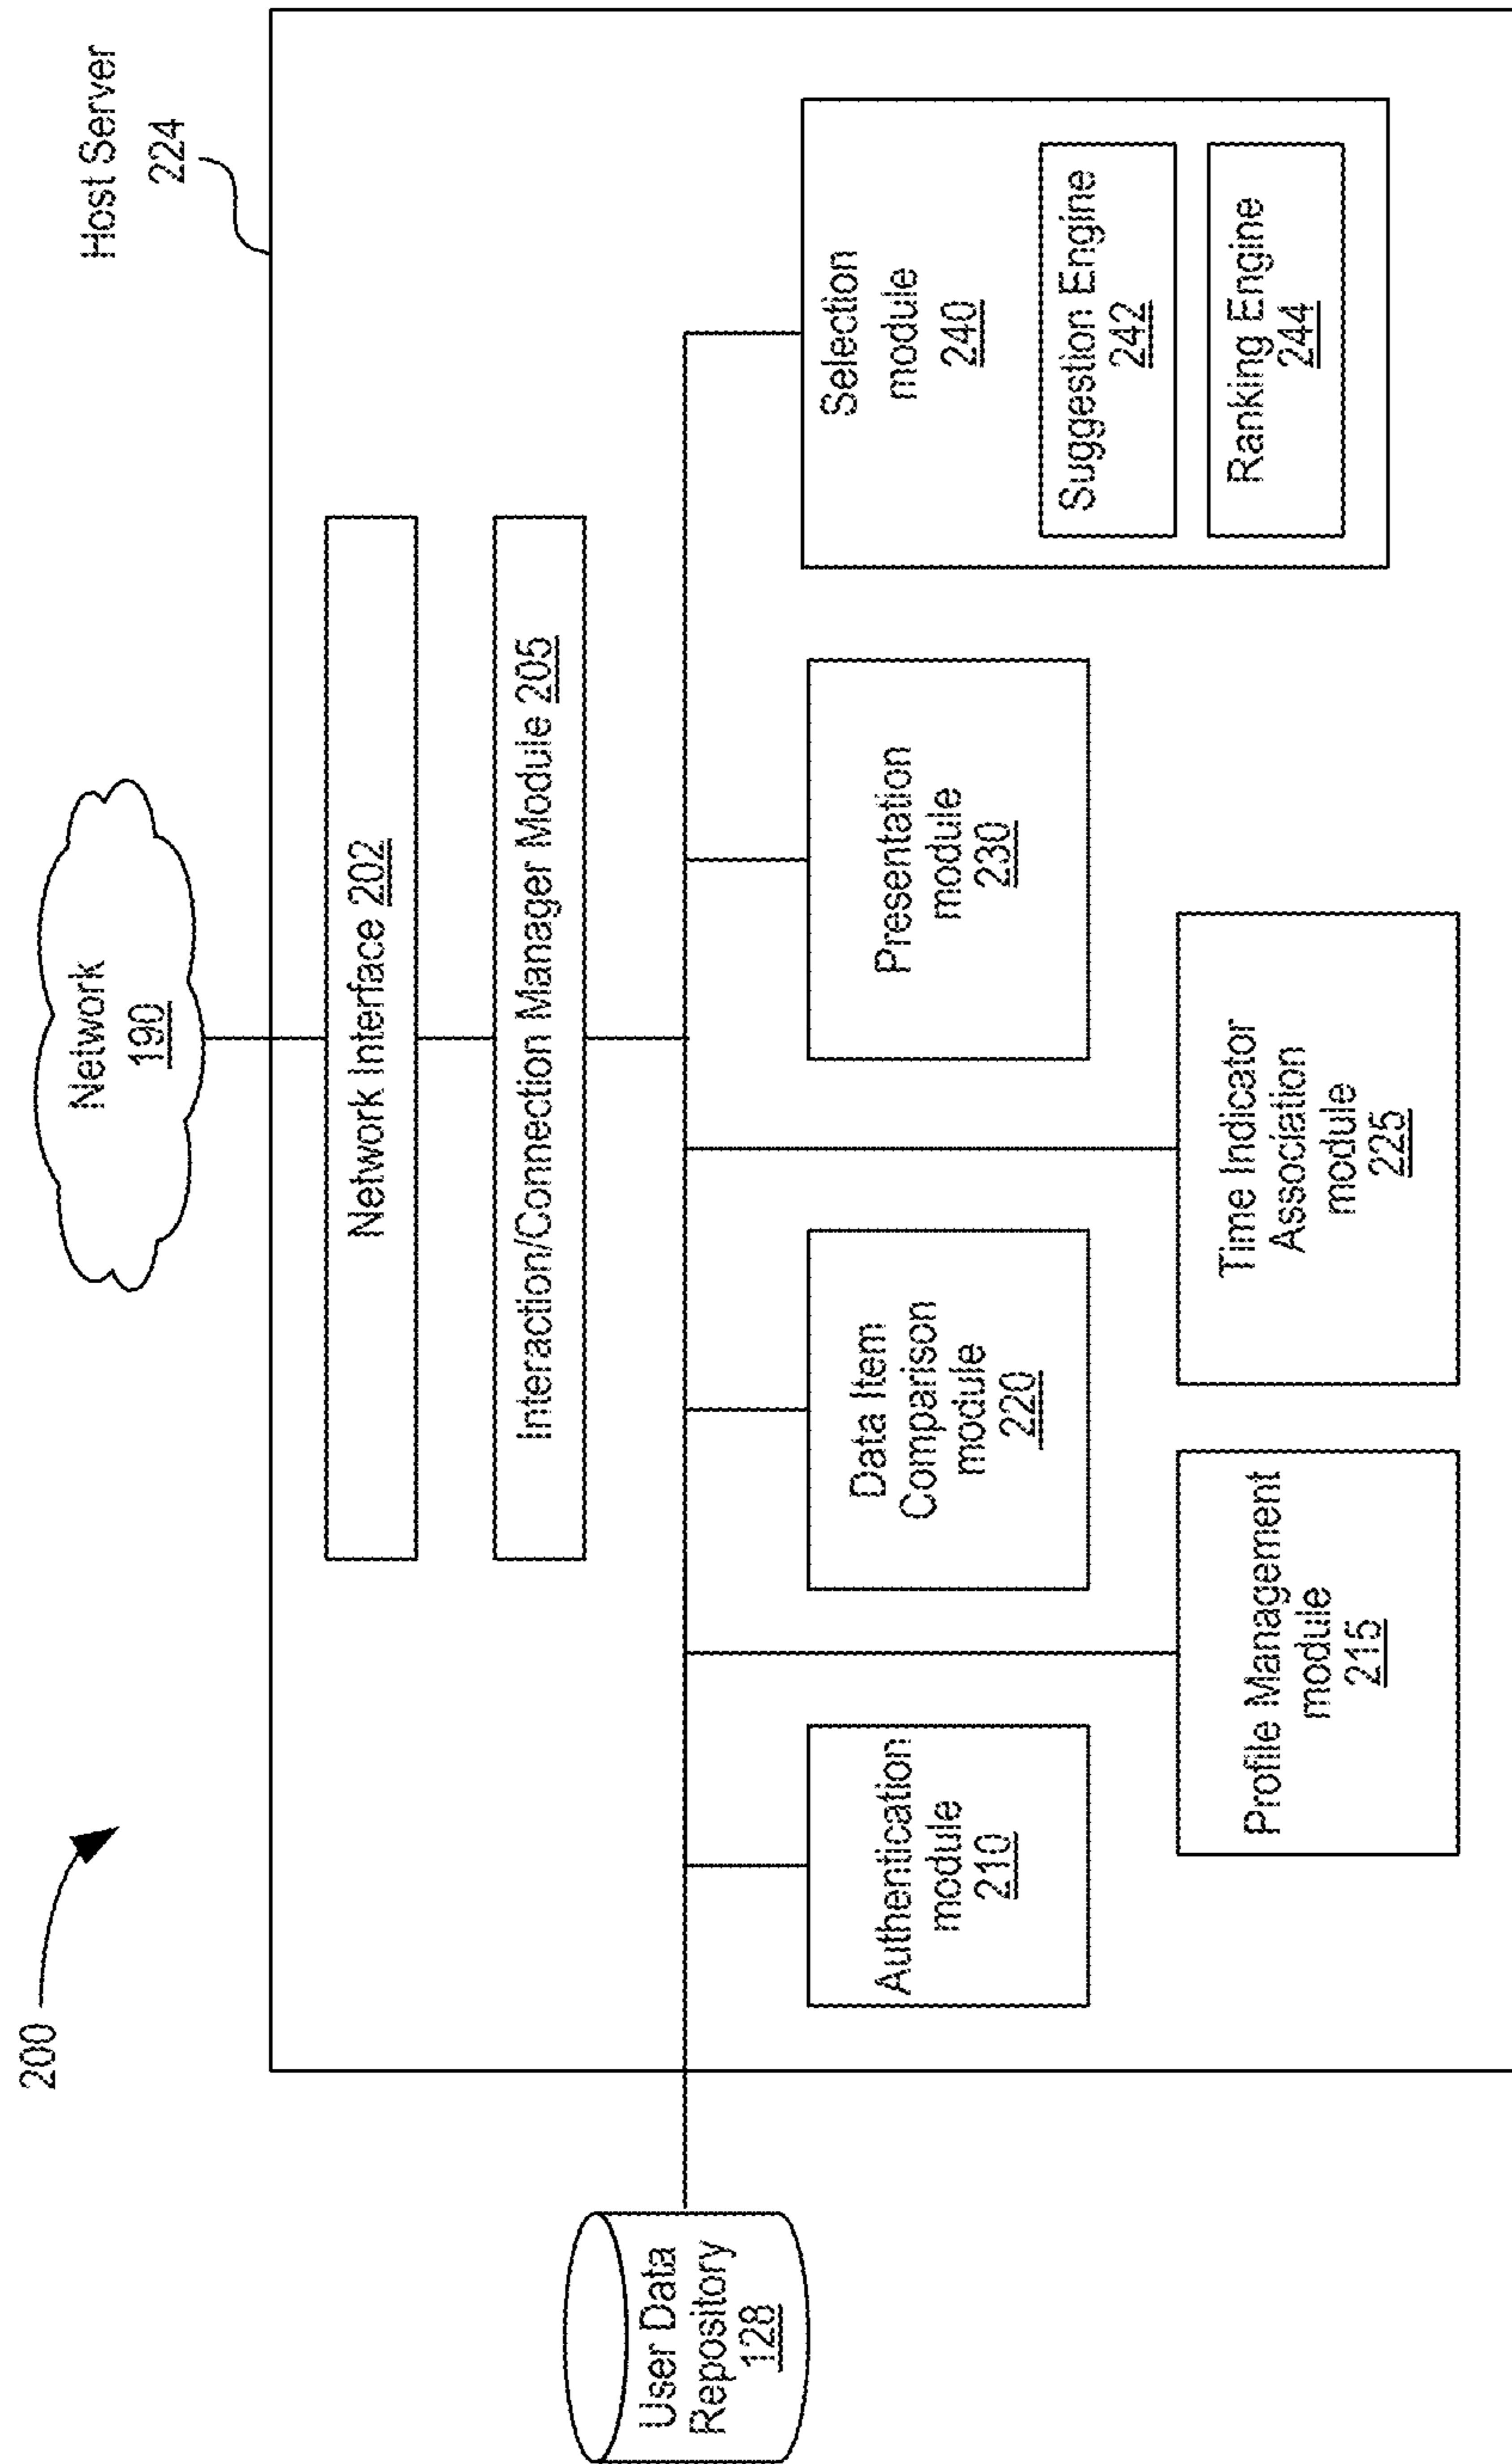 200
Network
190
Host Server
224
Network Interface 202
Interaction/Connection Manager Module 205
User Data
Repository
128
Authentication
module
210
Data Item
Comparison
module
220
Presentation
module
230
Selection
module
240
Suggestion Engine
242
Ranking Engine
244
Profile Management
module
215
Time Indicator
Association
module
225